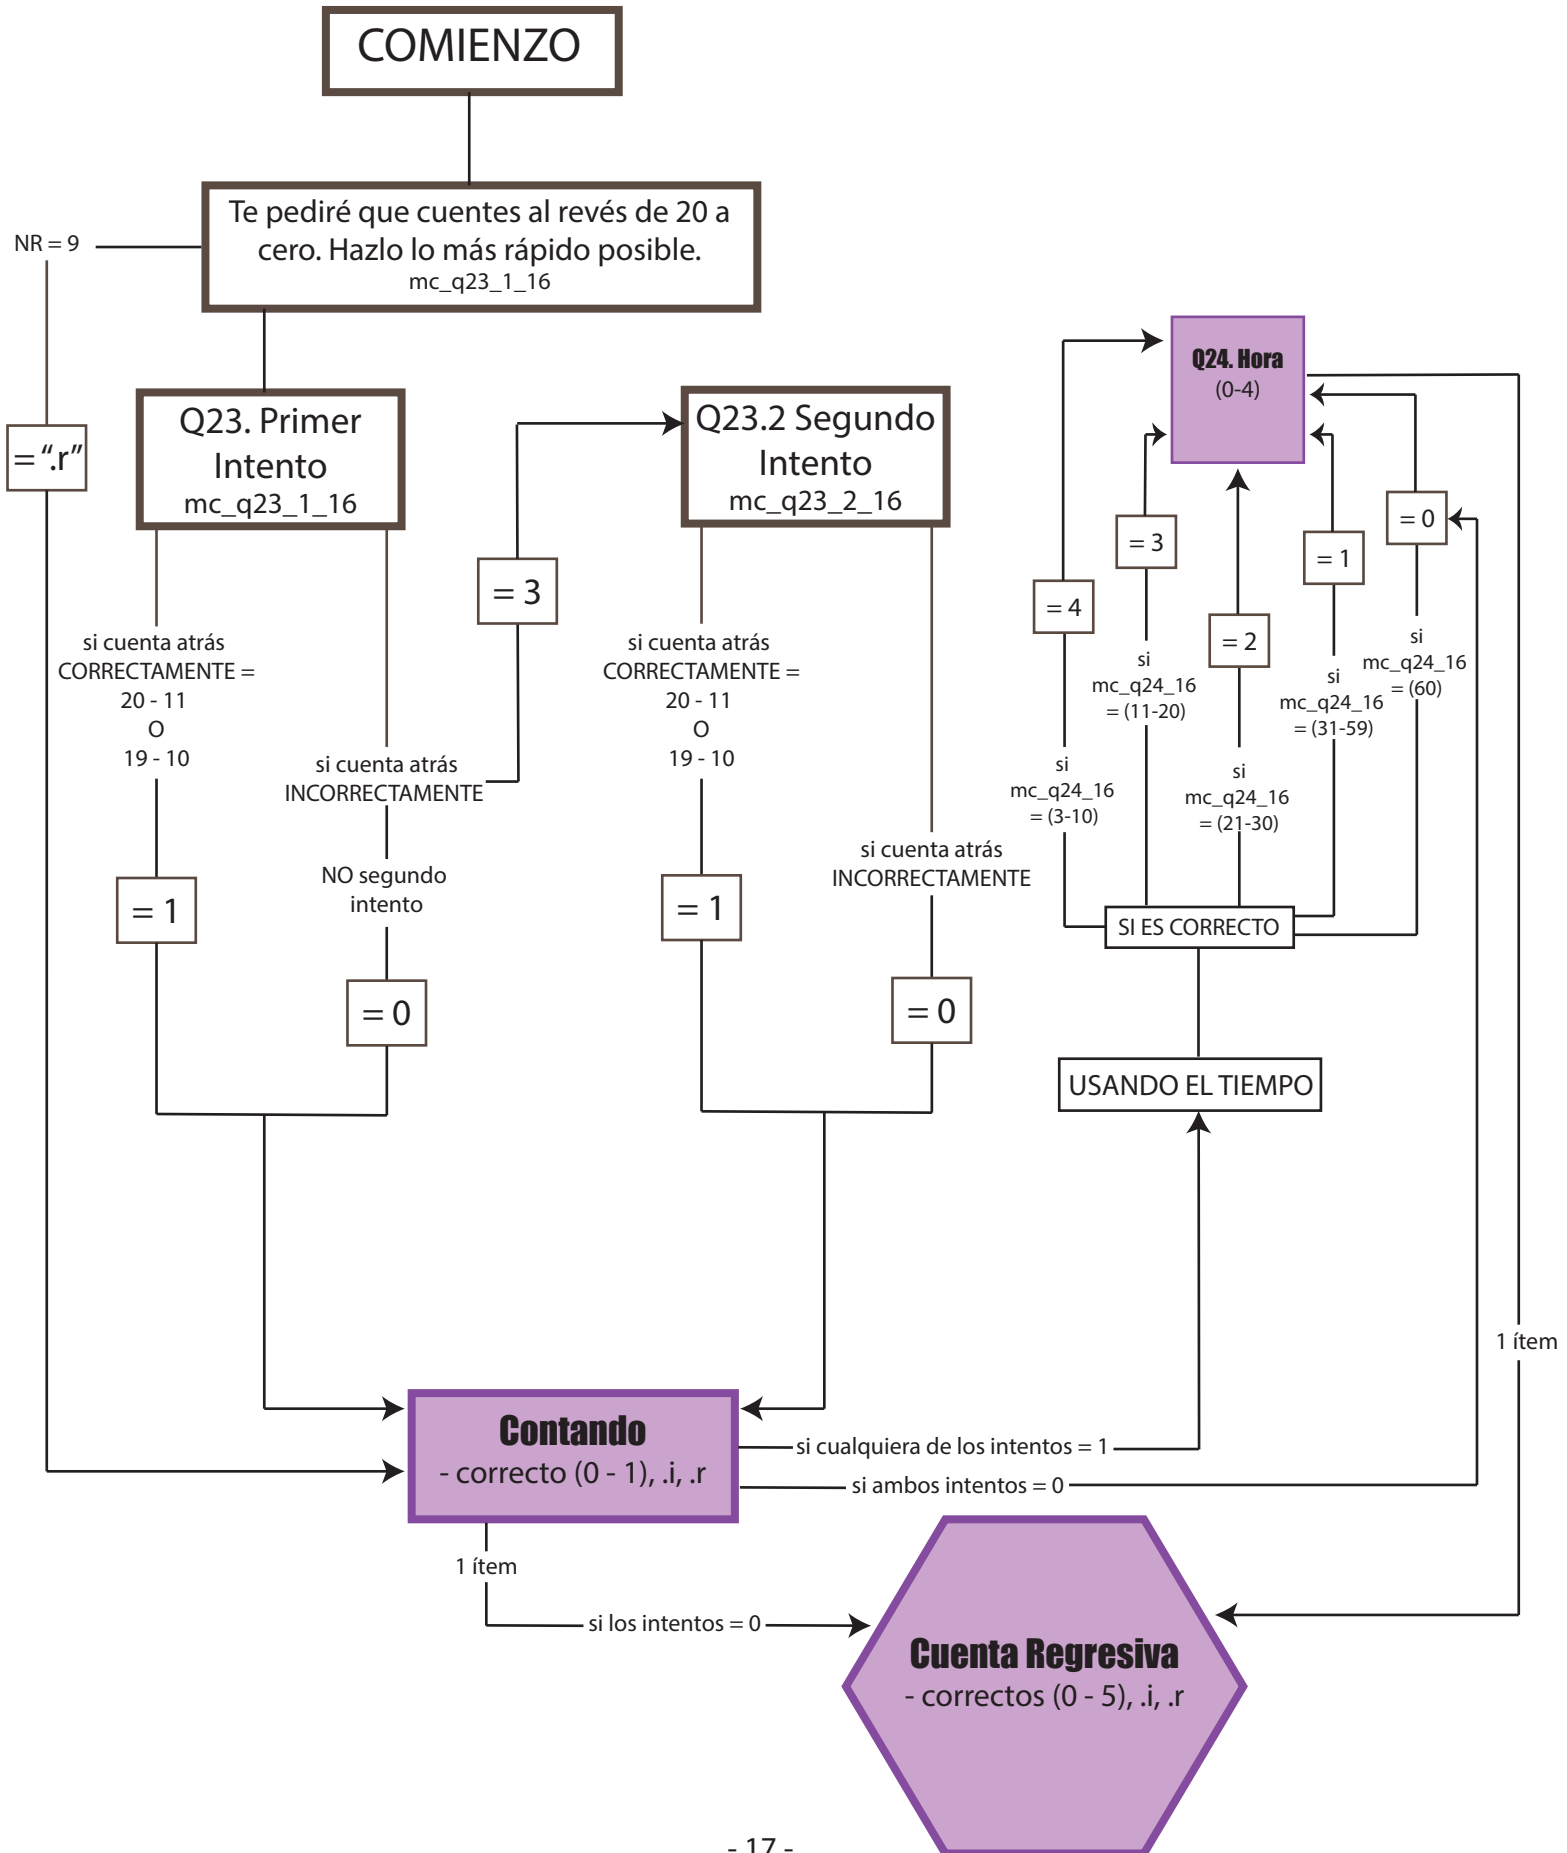 COMIENZO
Te pediré que cuentes al revés de 20 a
cero. Hazlo lo más rápido posible.
mc_q23_1_16
NR = 9
= “.r”
Q23. Primer
Intento
mc_q23_1_16
si cuenta atrás
CORRECTAMENTE =
20 - 11
O
19 - 10
= 1
si cuenta atrás
INCORRECTAMENTE
NO segundo
intento
= 0
= 3
Q23.2 Segundo
Intento
mc_q23_2_16
si cuenta atrás
CORRECTAMENTE =
20 - 11
O
19 - 10
= 1
si cuenta atrás
INCORRECTAMENTE
= 0
Q24. Hora
(0-4)
= 4
si
mc_q24_16
= (3-10)
= 3
si
mc_q24_16
= (11-20)
= 2
si
mc_q24_16
= (21-30)
= 1
si
mc_q24_16
= (31-59)
= 0
si
mc_q24_16
= (60)
SI ES CORRECTO
USANDO EL TIEMPO
1 ítem
Contando
- correcto (0 - 1), .i, .r
si cualquiera de los intentos = 1
si ambos intentos = 0
1 ítem
si los intentos = 0
Cuenta Regresiva
- correctos (0 - 5), .i, .r
- 17 -